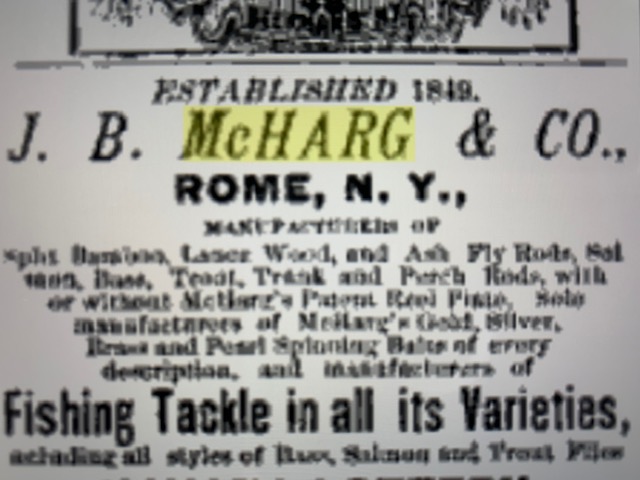 ESTABLISHED 1849.
J. B. McHARG & CO.,
ROME, N. Y.,
MANUFACTURERS OF
Split Bamboo, Lance Wood, and Ash Fly Rods, Sal
mon, Bass, Trout, Trunk and Perch Rods, with
or without McHarg's Patent Reel Plate. Sole
manufacturers of McHarg's Gold, Silver,
Brass and Pearl Spinning Baits of every
description, and manufacturers of
Fishing Tackle in all its Varieties,
including all styles of Bass, Salmon and Trout Flies